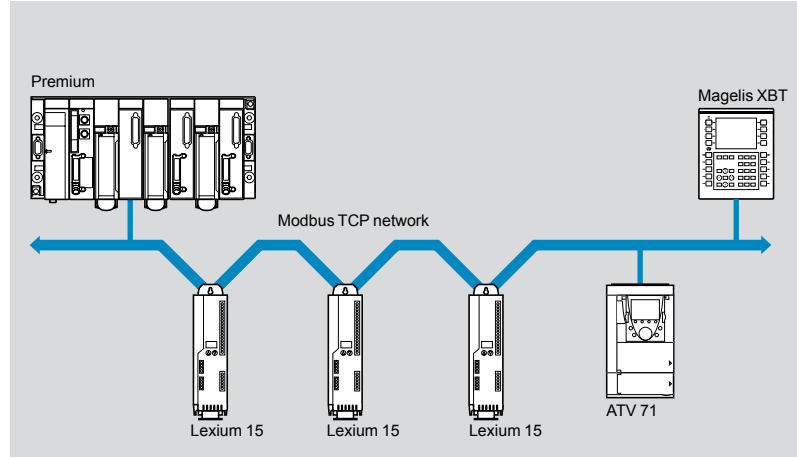 Premium
Magelis XBT
Modbus TCP network
ATV 71
Lexium 15
Lexium 15
Lexium 15